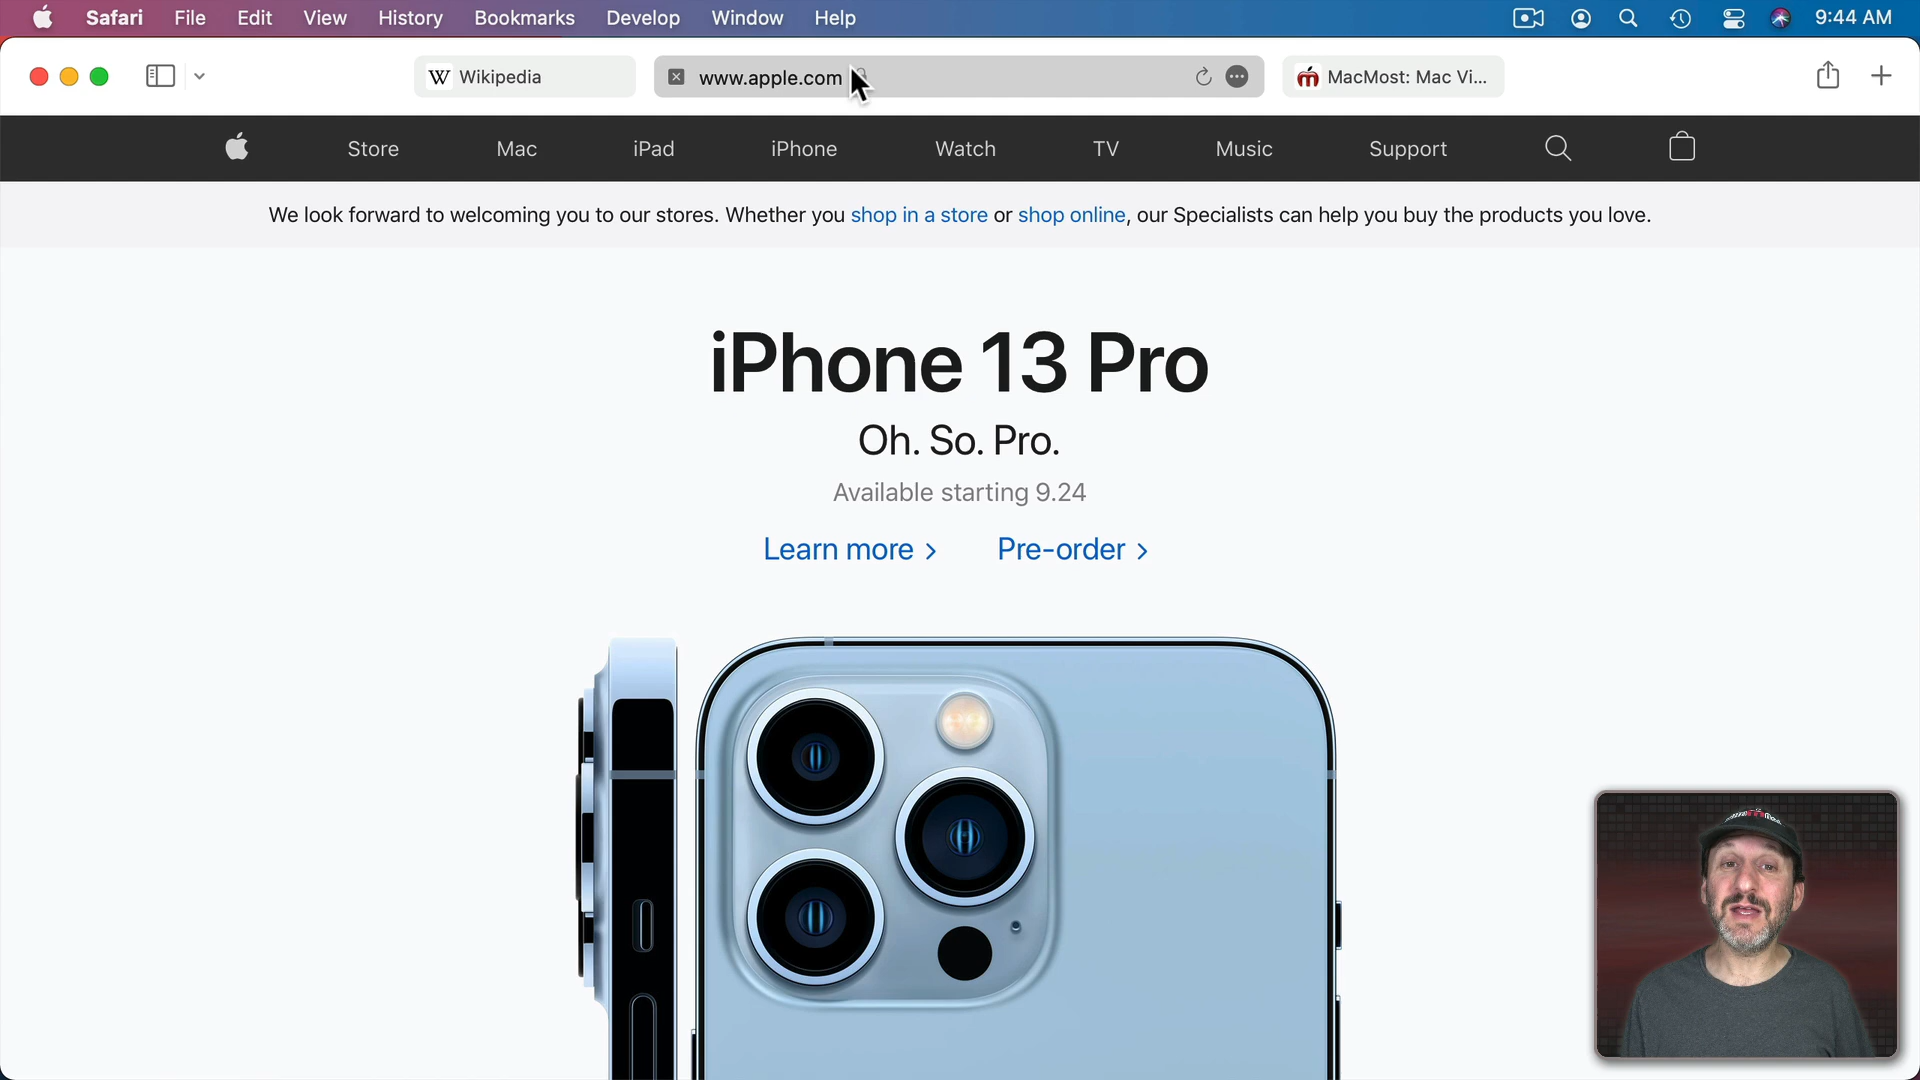 Safari File Edit View History Bookmarks Develop Window Help 9:44 AM
W Wikipedia www.apple.com MacMost: Mac Vi...
Store Mac iPad iPhone Watch TV Music Support
We look forward to welcoming you to our stores. Whether you shop in a store or shop online, our Specialists can help you buy the products you love.
iPhone 13 Pro
Oh. So. Pro.
Available starting 9.24
Learn more > Pre-order >